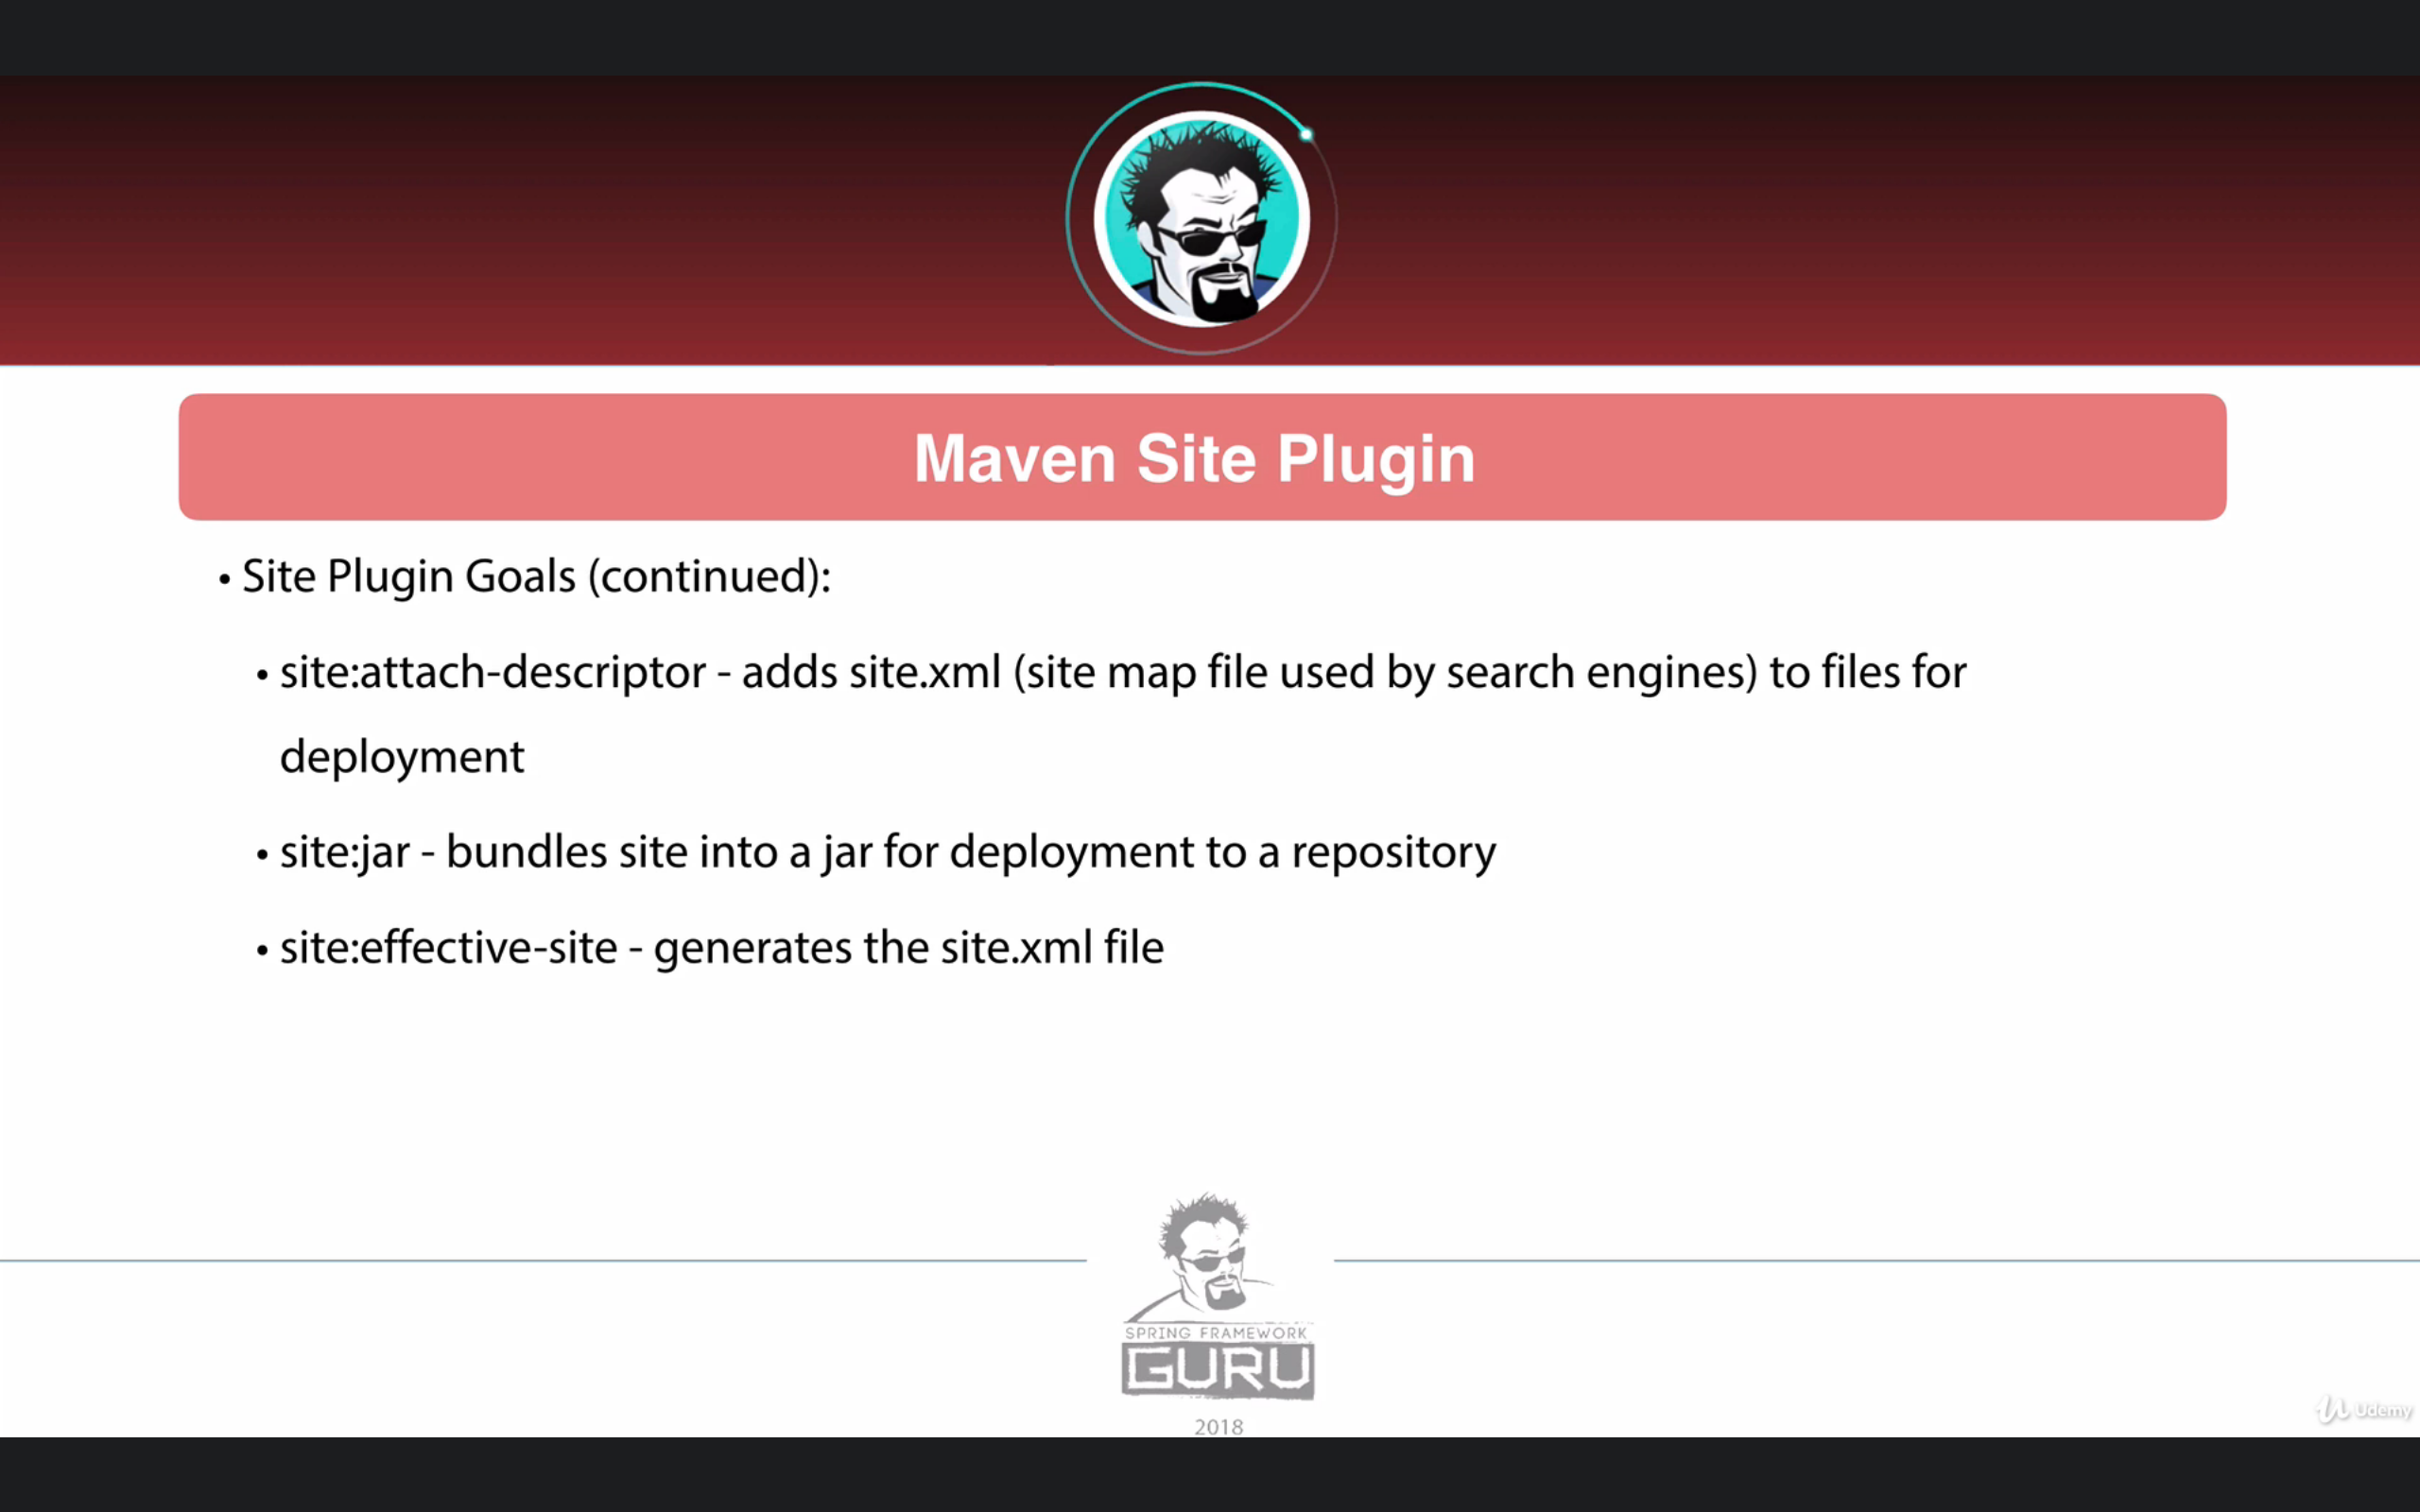 Maven Site Plugin
• Site Plugin Goals (continued):
• site:attach-descriptor - adds site.xml (site map file used by search engines) to files for
deployment
• site:jar - bundles site into a jar for deployment to a repository
• site:effective-site - generates the site.xml file
SPRING FRAMEWORK
GURU
2018
Udemy